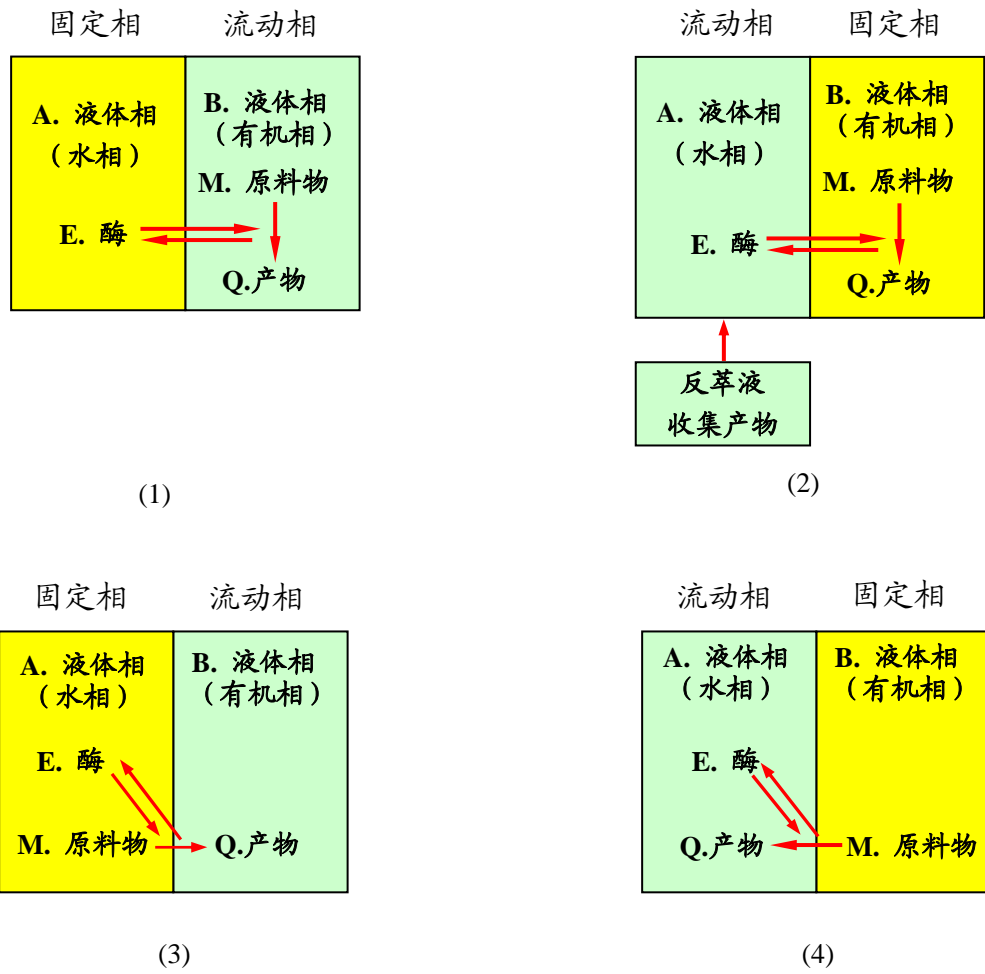 固定相 流动相
A. 液体相
（水相）
E. 酶
B. 液体相
（有机相）
M. 原料物
Q.产物
(1)
流动相 固定相
A. 液体相
（水相）
E. 酶
B. 液体相
（有机相）
M. 原料物
Q.产物
反萃液
收集产物
(2)
固定相 流动相
A. 液体相
（水相）
E. 酶
M. 原料物
B. 液体相
（有机相）
Q.产物
(3)
流动相 固定相
A. 液体相
（水相）
E. 酶
Q.产物
B. 液体相
（有机相）
M. 原料物
(4)